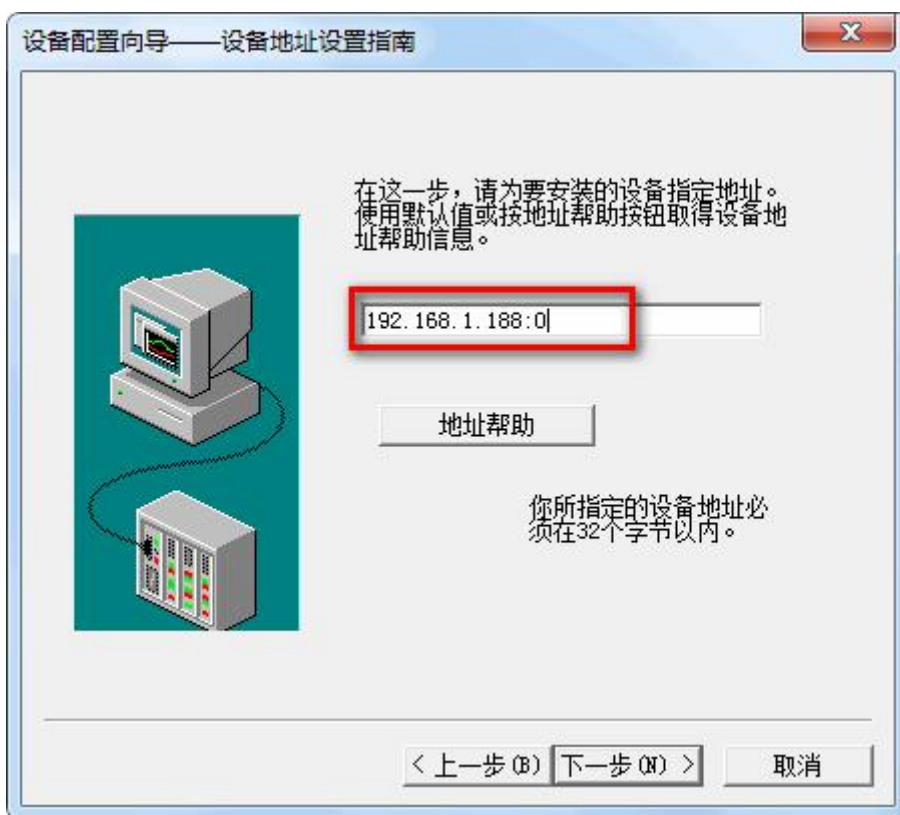 设备配置向导——设备地址设置指南
在这一步，请为要安装的设备指定地址。
使用默认值或按地址帮助按钮取得设备地
址帮助信息。
192.168.1.188:0
地址帮助
你所指定的设备地址必
须在32个字节以内。
<上一步(B) 下一步(N)> 取消